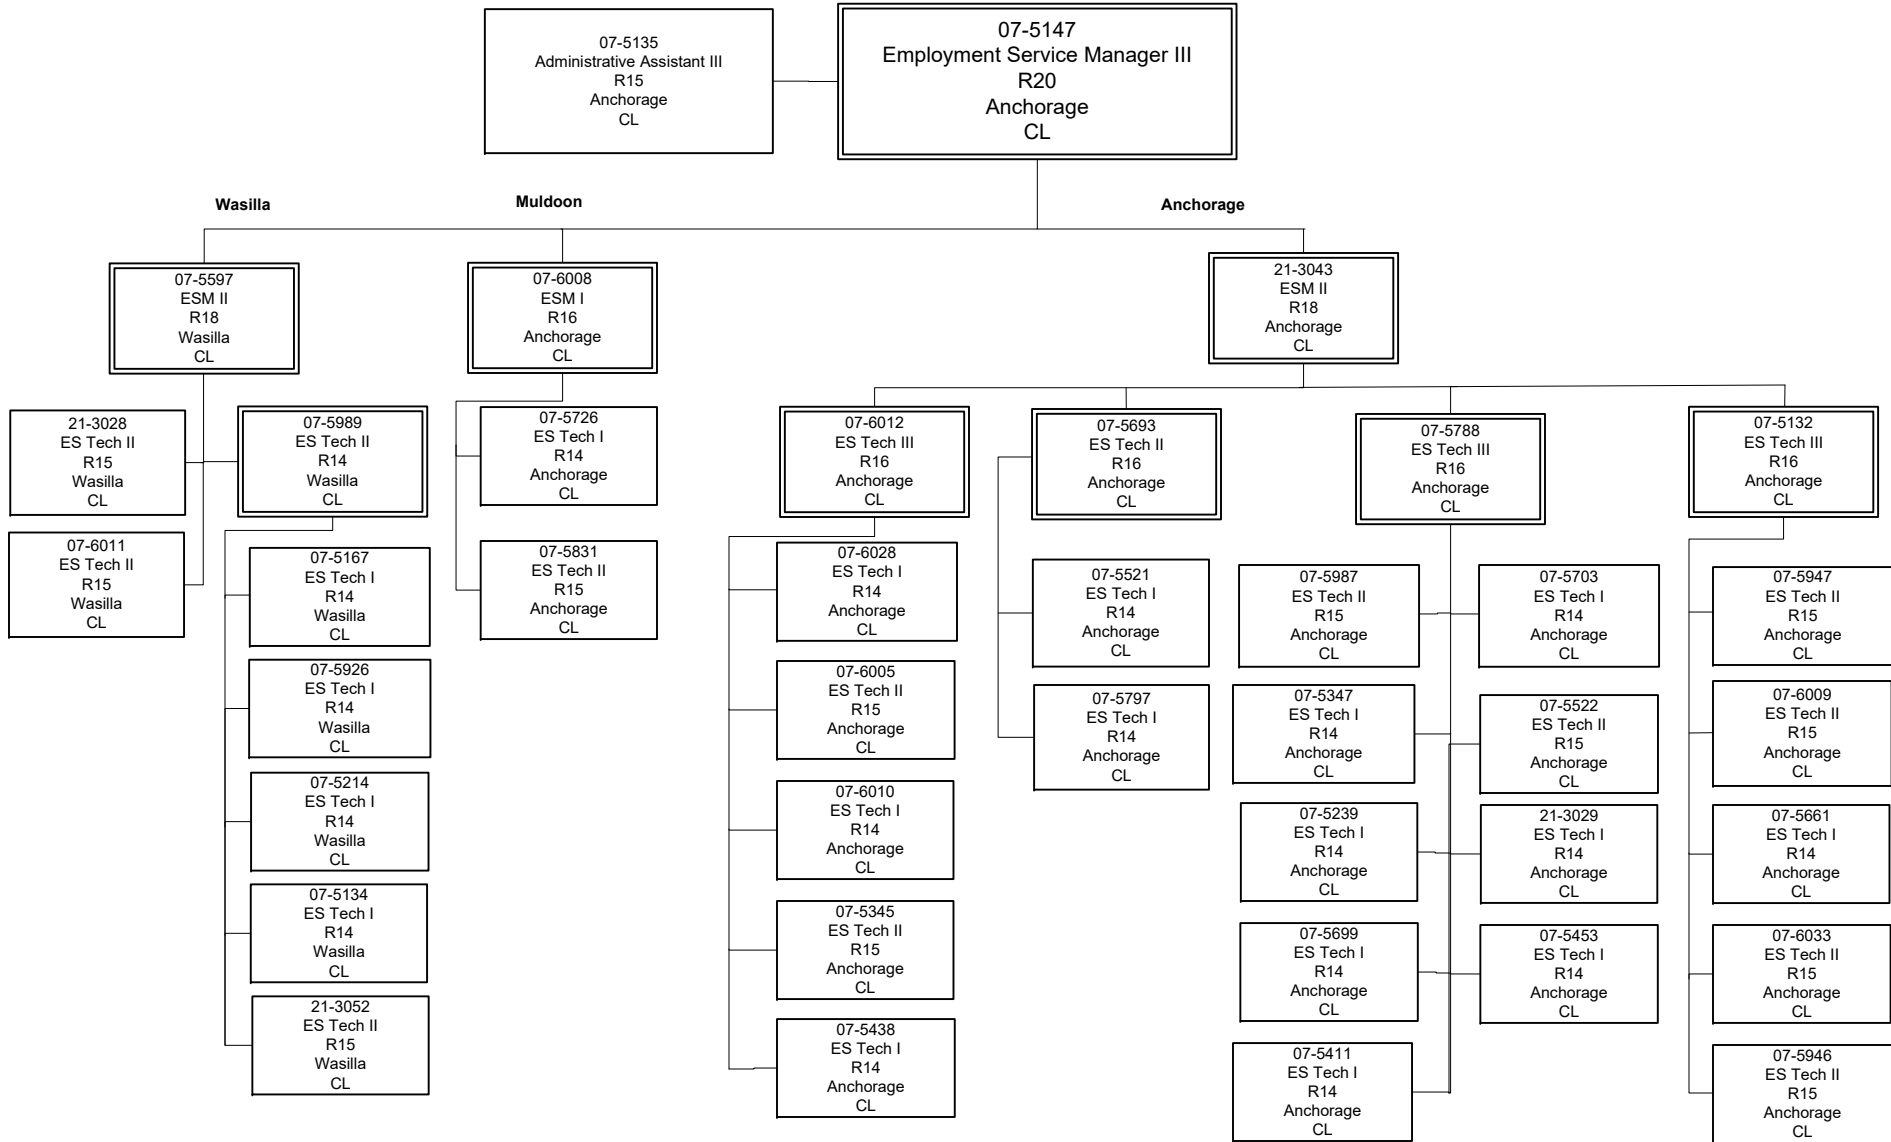 07-5135
Administrative Assistant III
R15
Anchorage
CL
07-5147
Employment Service Manager III
R20
Anchorage
CL
Wasilla
Muldoon
Anchorage
07-5597
ESM II
R18
Wasilla
CL
07-6008
ESM I
R16
Anchorage
CL
21-3043
ESM II
R18
Anchorage
CL
21-3028
ES Tech II
R15
Wasilla
CL
07-5989
ES Tech II
R14
Wasilla
CL
07-6011
ES Tech II
R15
Wasilla
CL
07-5167
ES Tech I
R14
Wasilla
CL
07-5926
ES Tech I
R14
Wasilla
CL
07-5214
ES Tech I
R14
Wasilla
CL
07-5134
ES Tech I
R14
Wasilla
CL
21-3052
ES Tech II
R15
Wasilla
CL
07-5726
ES Tech I
R14
Anchorage
CL
07-5831
ES Tech II
R15
Anchorage
CL
07-6012
ES Tech III
R16
Anchorage
CL
07-6028
ES Tech I
R14
Anchorage
CL
07-6005
ES Tech II
R15
Anchorage
CL
07-6010
ES Tech I
R14
Anchorage
CL
07-5345
ES Tech II
R15
Anchorage
CL
07-5438
ES Tech I
R14
Anchorage
CL
07-5693
ES Tech II
R16
Anchorage
CL
07-5521
ES Tech I
R14
Anchorage
CL
07-5797
ES Tech I
R14
Anchorage
CL
07-5788
ES Tech III
R16
Anchorage
CL
07-5987
ES Tech II
R15
Anchorage
CL
07-5703
ES Tech I
R14
Anchorage
CL
07-5347
ES Tech I
R14
Anchorage
CL
07-5522
ES Tech II
R15
Anchorage
CL
07-5239
ES Tech I
R14
Anchorage
CL
21-3029
ES Tech I
R14
Anchorage
CL
07-5699
ES Tech I
R14
Anchorage
CL
07-5453
ES Tech I
R14
Anchorage
CL
07-5411
ES Tech I
R14
Anchorage
CL
07-5132
ES Tech III
R16
Anchorage
CL
07-5947
ES Tech II
R15
Anchorage
CL
07-6009
ES Tech II
R15
Anchorage
CL
07-5661
ES Tech I
R14
Anchorage
CL
07-6033
ES Tech II
R15
Anchorage
CL
07-5946
ES Tech II
R15
Anchorage
CL